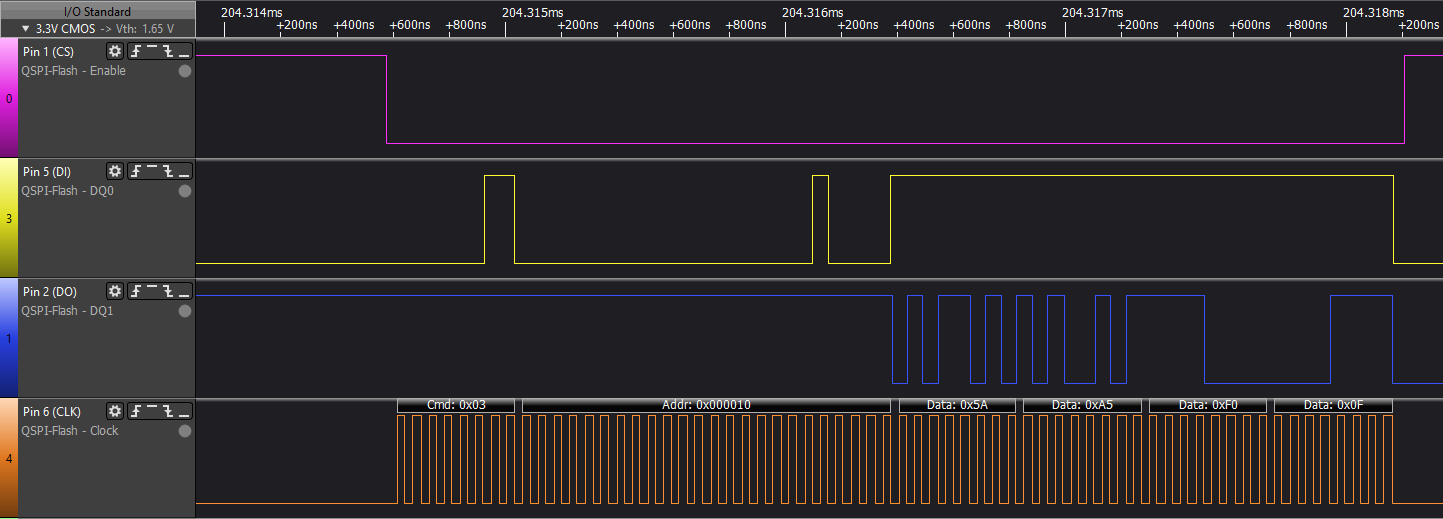 I/O Standard
▼ 3.3V CMOS -> Vth: 1.65 V
204.314ms 204.315ms 204.316ms 204.317ms 204.318ms
+200ns +400ns +600ns +800ns +200ns +400ns +600ns +800ns +200ns +400ns +600ns +800ns +200ns +400ns +600ns +800ns +200ns
Pin 1 (CS)
QSPI-Flash - Enable
0
Pin 5 (DI)
QSPI-Flash - DQ0
3
Pin 2 (DO)
QSPI-Flash - DQ1
1
Pin 6 (CLK)
QSPI-Flash - Clock
4
Cmd: 0x03 Addr: 0x000010 Data: 0x5A Data: 0xA5 Data: 0xF0 Data: 0x0F